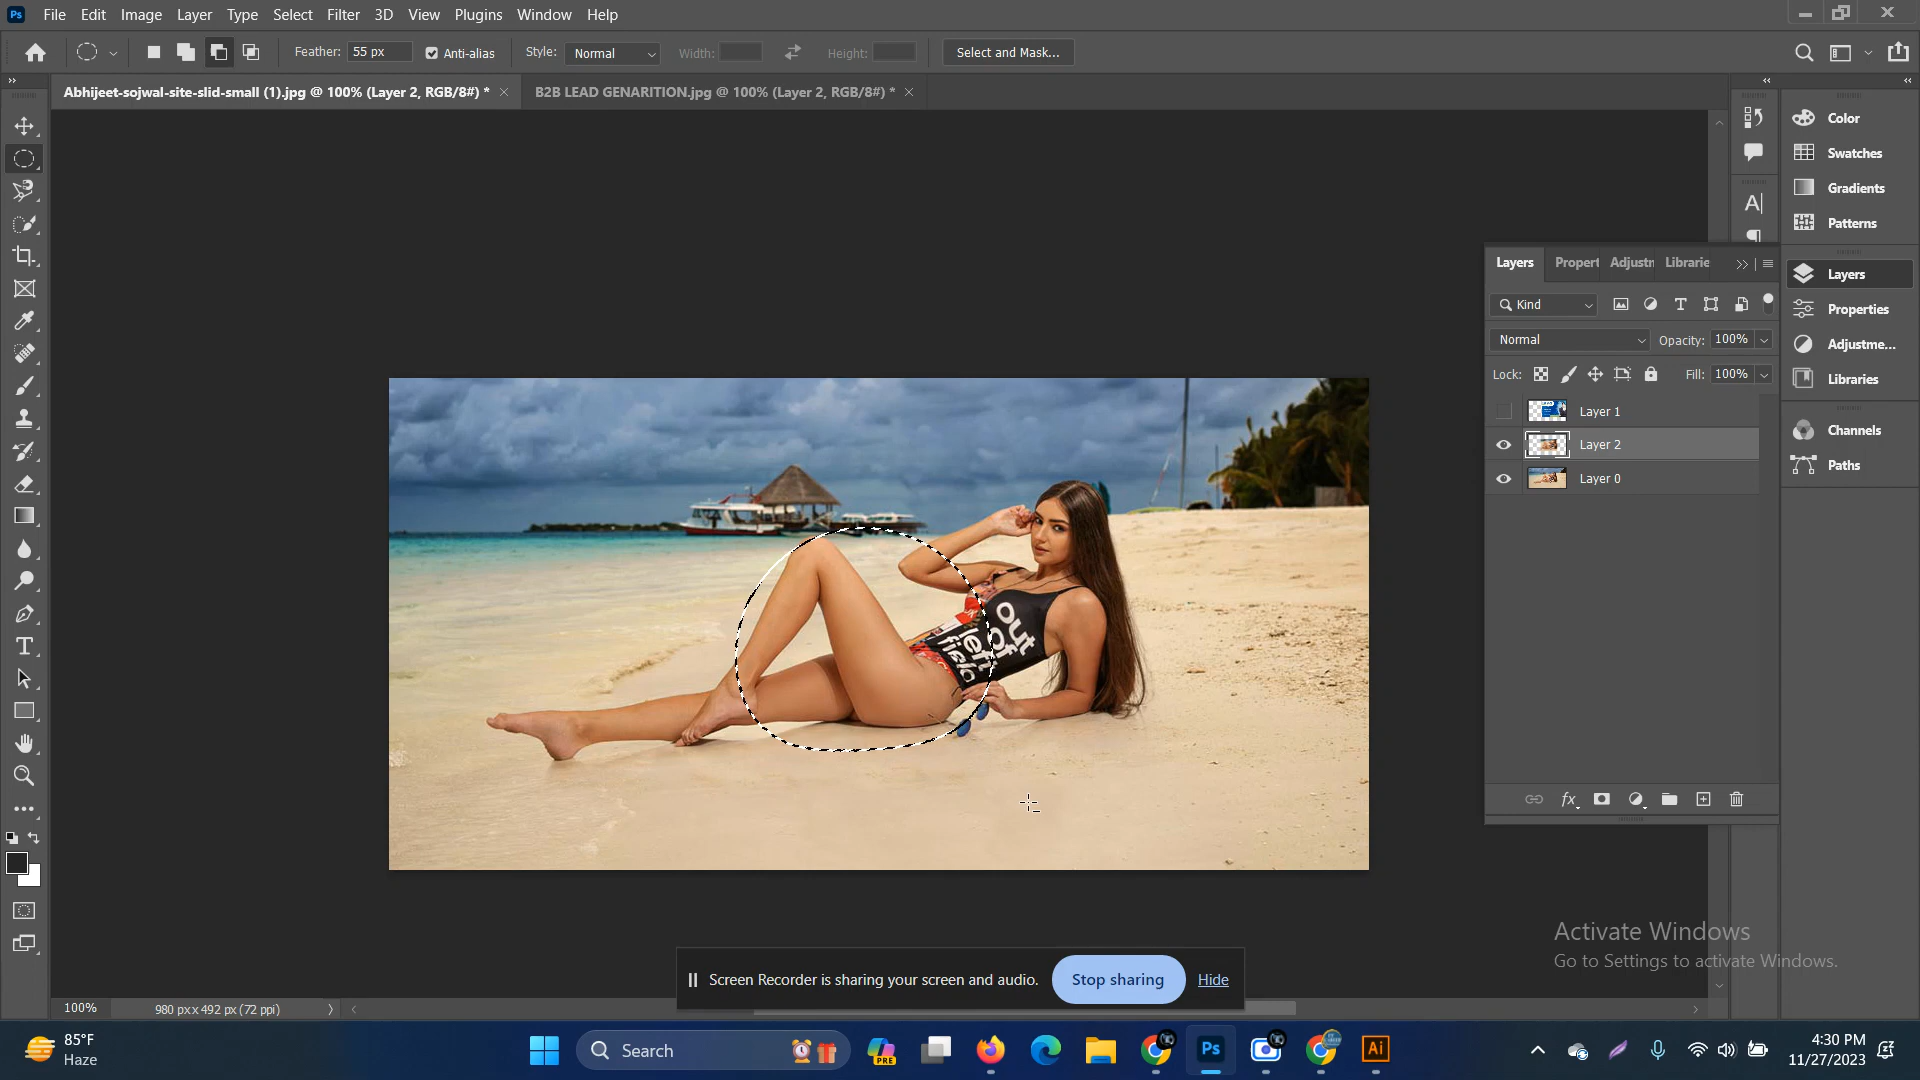 Ps File Edit Image Layer Type Select Filter 3D View Plugins Window Help
Feather: 55 px Anti-alias Style: Normal Width: Height: Select and Mask...
Abhijeet-sojwal-site-slid-small (1).jpg @ 100% (Layer 2, RGB/8#) * B2B LEAD GENARITION.jpg @ 100% (Layer 2, RGB/8#) *
Color
Swatches
Gradients
Patterns
Layers
Properties
Adjustme...
Libraries
Channels
Paths
Layers Propert Adjustn Librarie
Kind
Normal Opacity: 100%
Lock: Fill: 100%
Layer 1
Layer 2
Layer 0
out
of
left
field
Activate Windows
Go to Settings to activate Windows.
Screen Recorder is sharing your screen and audio. Stop sharing Hide
100% 980 px x 492 px (72 ppi)
85°F
Haze
Search
PRE
Ps
Ai
4:30 PM
11/27/2023